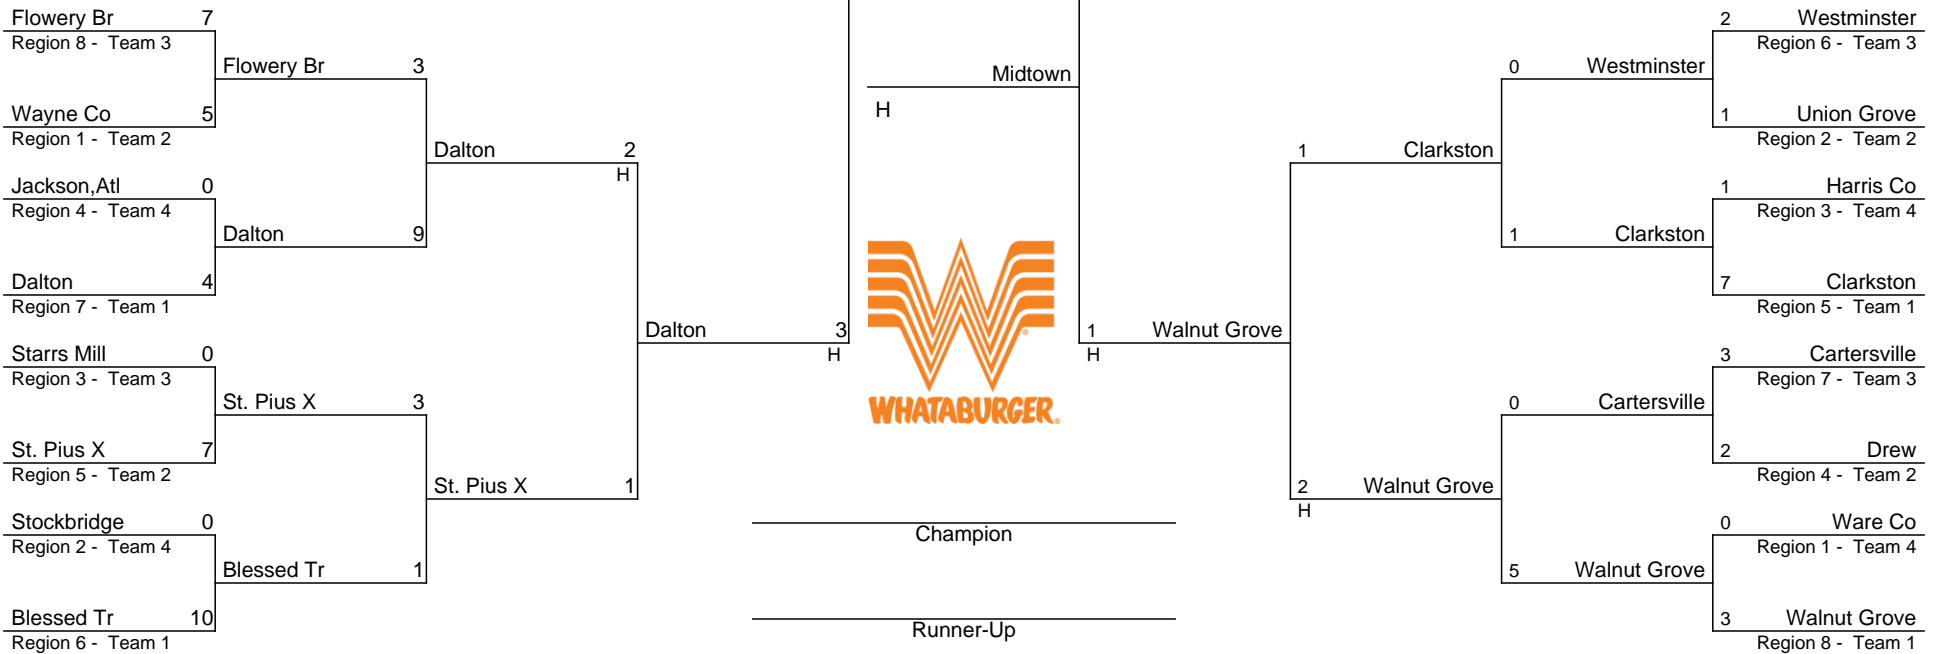 Flowery Br 7
Region 8 - Team 3
Wayne Co 5
Region 1 - Team 2
Jackson,Atl 0
Region 4 - Team 4
Dalton 4
Region 7 - Team 1
Starrs Mill 0
Region 3 - Team 3
St. Pius X 7
Region 5 - Team 2
Stockbridge 0
Region 2 - Team 4
Blessed Tr 10
Region 6 - Team 1
Flowery Br 3
Dalton 9
St. Pius X 3
Blessed Tr 1
Dalton 2
H
St. Pius X 1
Dalton 3
H
Midtown
H
WHATABURGER®
Champion
Runner-Up
1 Walnut Grove
H
1 Clarkston
2 Walnut Grove
H
0 Westminster
1 Clarkston
0 Cartersville
5 Walnut Grove
2 Westminster
Region 6 - Team 3
1 Union Grove
Region 2 - Team 2
1 Harris Co
Region 3 - Team 4
7 Clarkston
Region 5 - Team 1
3 Cartersville
Region 7 - Team 3
2 Drew
Region 4 - Team 2
0 Ware Co
Region 1 - Team 4
3 Walnut Grove
Region 8 - Team 1